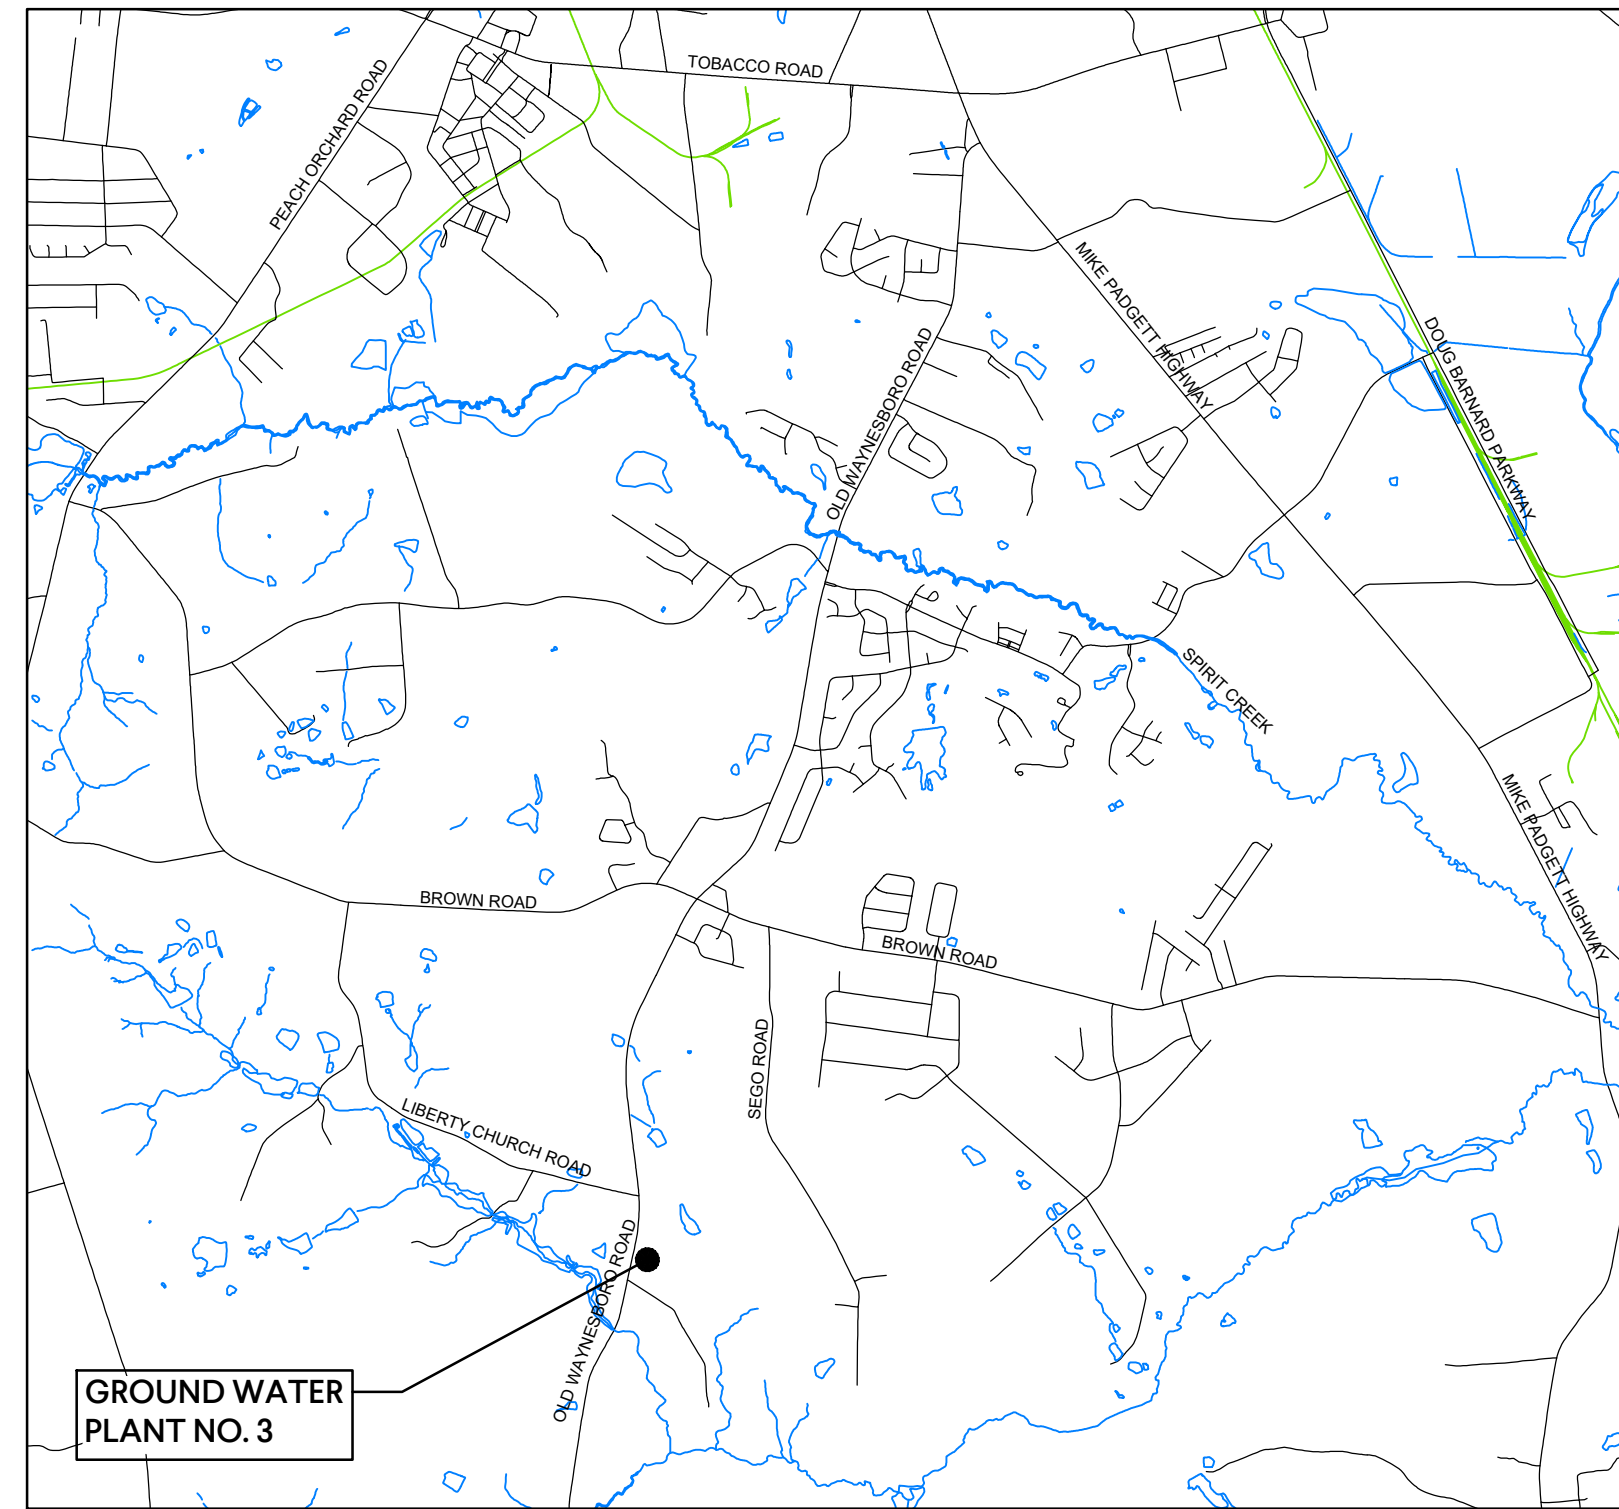 TOBACCO ROAD
PEACH ORCHARD ROAD
MIKE PADGETT HIGHWAY
DOUG BARNARD PARKWAY
OLD WAYNESBORO ROAD
SPIRIT CREEK
MIKE PADGETT HIGHWAY
BROWN ROAD
BROWN ROAD
SEGO ROAD
LIBERTY CHURCH ROAD
OLD WAYNESBORO ROAD
GROUND WATER
PLANT NO. 3